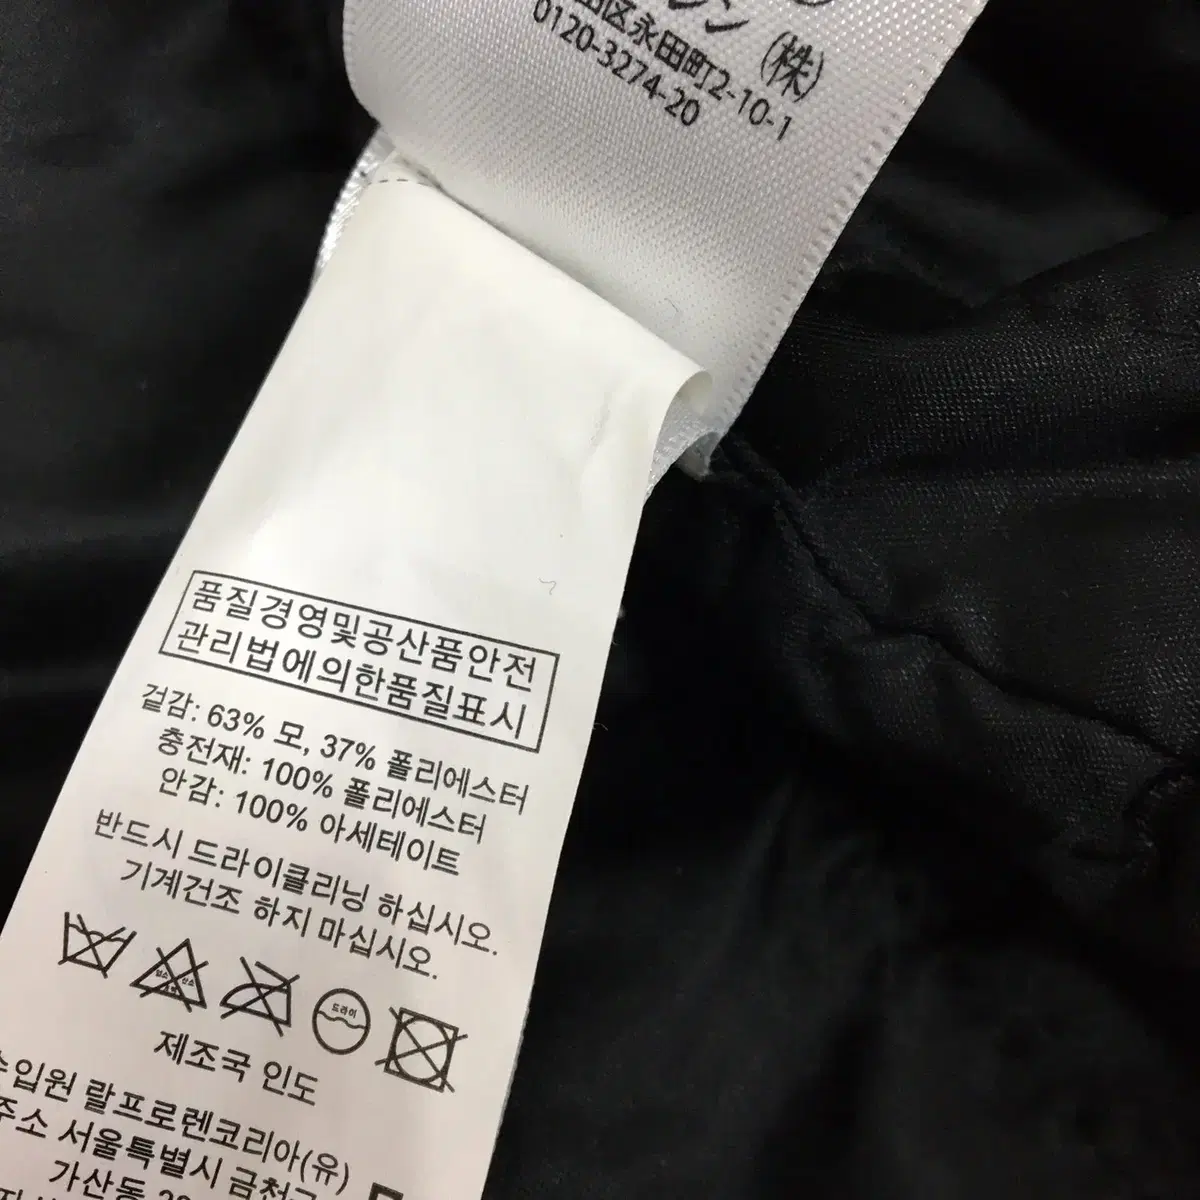 レン (株)
田区永田町2-10-1
0120-3274-20
품질경영및공산품안전
관리법에의한품질표시
겉감: 63% 모, 37% 폴리에스터
충전재: 100% 폴리에스터
안감: 100% 아세테이트
반드시 드라이클리닝 하십시오.
기계건조 하지 마십시오.
드라이
제조국 인도
수입원 랄프로렌코리아(유)
주소 서울특별시 금천구
가산동